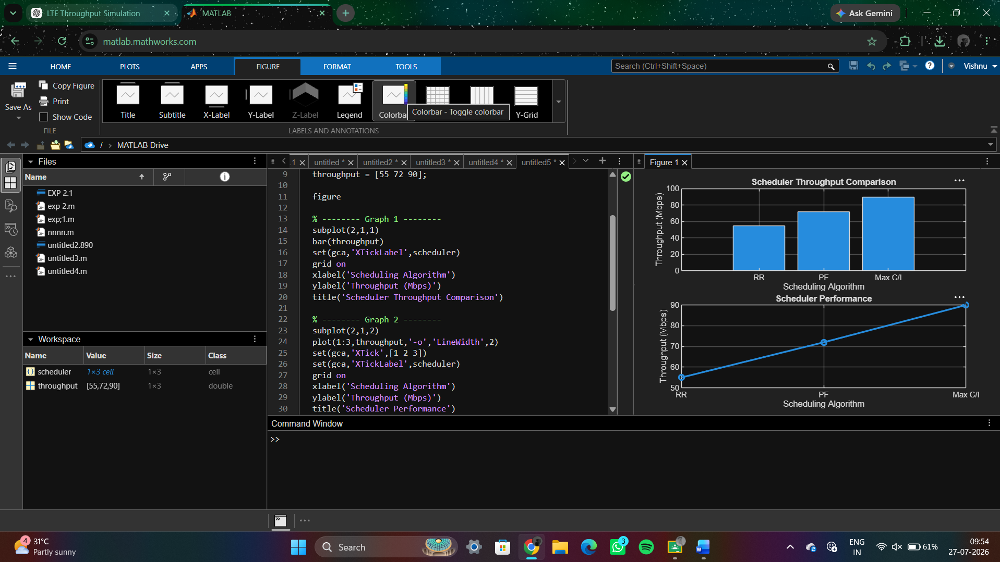 LTE Throughput Simulation
MATLAB
Ask Gemini
matlab.mathworks.com
HOME
PLOTS
APPS
FIGURE
FORMAT
TOOLS
Search (Ctrl+Shift+Space)
Vishnu
Save As
Copy Figure
Print
Show Code
FILE
Title
Subtitle
X-Label
Y-Label
Z-Label
Legend
Colorba
Colorbar - Toggle colorbar
Y-Grid
LABELS AND ANNOTATIONS
/ › MATLAB Drive
Files
Name
EXP 2.1
exp 2.m
exp;1.m
nnnn.m
untitled2.890
untitled3.m
untitled4.m
Workspace
Name Value Size Class
scheduler 1×3 cell 1×3 cell
throughput [55,72,90] 1×3 double
.1 untitled * untitled2 * untitled3 * untitled4 * untitled5 *
9 throughput = [55 72 90];
10
11 figure
12
13 % -------- Graph 1 --------
14 subplot(2,1,1)
15 bar(throughput)
16 set(gca,'XTickLabel',scheduler)
17 grid on
18 xlabel('Scheduling Algorithm')
19 ylabel('Throughput (Mbps)')
20 title('Scheduler Throughput Comparison')
21
22 % -------- Graph 2 --------
23 subplot(2,1,2)
24 plot(1:3,throughput,'-o','LineWidth',2)
25 set(gca,'XTick',[1 2 3])
26 set(gca,'XTickLabel',scheduler)
27 grid on
28 xlabel('Scheduling Algorithm')
29 ylabel('Throughput (Mbps)')
30 title('Scheduler Performance')
Figure 1
Scheduler Throughput Comparison
Throughput (Mbps)
100
80
60
40
20
0
RR PF Max C/I
Scheduling Algorithm
Scheduler Performance
Throughput (Mbps)
90
80
70
60
50
RR PF Max C/I
Scheduling Algorithm
Command Window
>>
4
31°C
Partly sunny
Search
3
W
ENG
IN
61%
09:54
27-07-2026